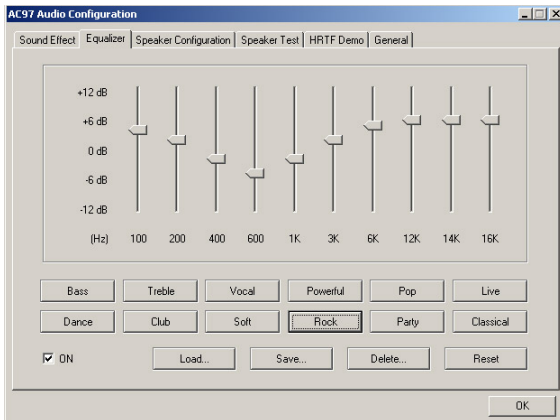 AC97 Audio Configuration
Sound Effect Equalizer Speaker Configuration Speaker Test HRTF Demo General
+12 dB
+6 dB
0 dB
-6 dB
-12 dB
(Hz) 100 200 400 600 1K 3K 6K 12K 14K 16K
Bass Treble Vocal Powerful Pop Live
Dance Club Soft Rock Party Classical
ON Load... Save... Delete... Reset
OK